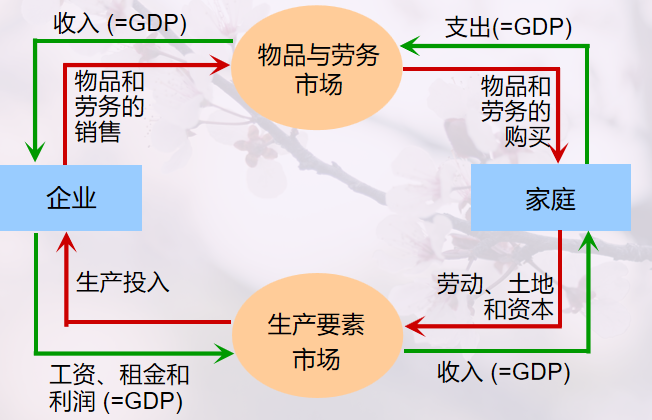 收入 (=GDP)
支出(=GDP)
物品与劳务
市场
物品和
劳务的
销售
物品和
劳务的
购买
企业
家庭
生产投入
劳动、土地
和资本
生产要素
市场
工资、租金和
利润 (=GDP)
收入 (=GDP)